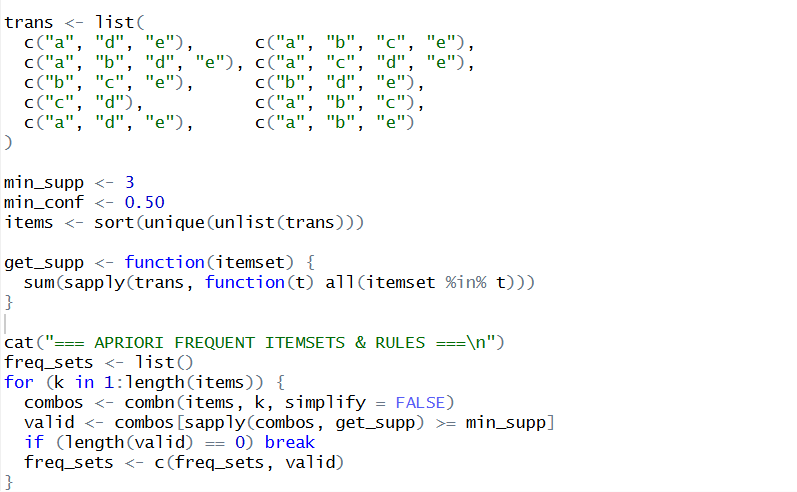 trans <- list(
  c("a", "d", "e"),      c("a", "b", "c", "e"),
  c("a", "b", "d", "e"), c("a", "c", "d", "e"),
  c("b", "c", "e"),      c("b", "d", "e"),
  c("c", "d"),           c("a", "b", "c"),
  c("a", "d", "e"),      c("a", "b", "e")
)

min_supp <- 3
min_conf <- 0.50
items <- sort(unique(unlist(trans)))

get_supp <- function(itemset) {
  sum(sapply(trans, function(t) all(itemset %in% t)))
}

cat("=== APRIORI FREQUENT ITEMSETS & RULES ===\n")
freq_sets <- list()
for (k in 1:length(items)) {
  combos <- combn(items, k, simplify = FALSE)
  valid <- combos[sapply(combos, get_supp) >= min_supp]
  if (length(valid) == 0) break
  freq_sets <- c(freq_sets, valid)
}